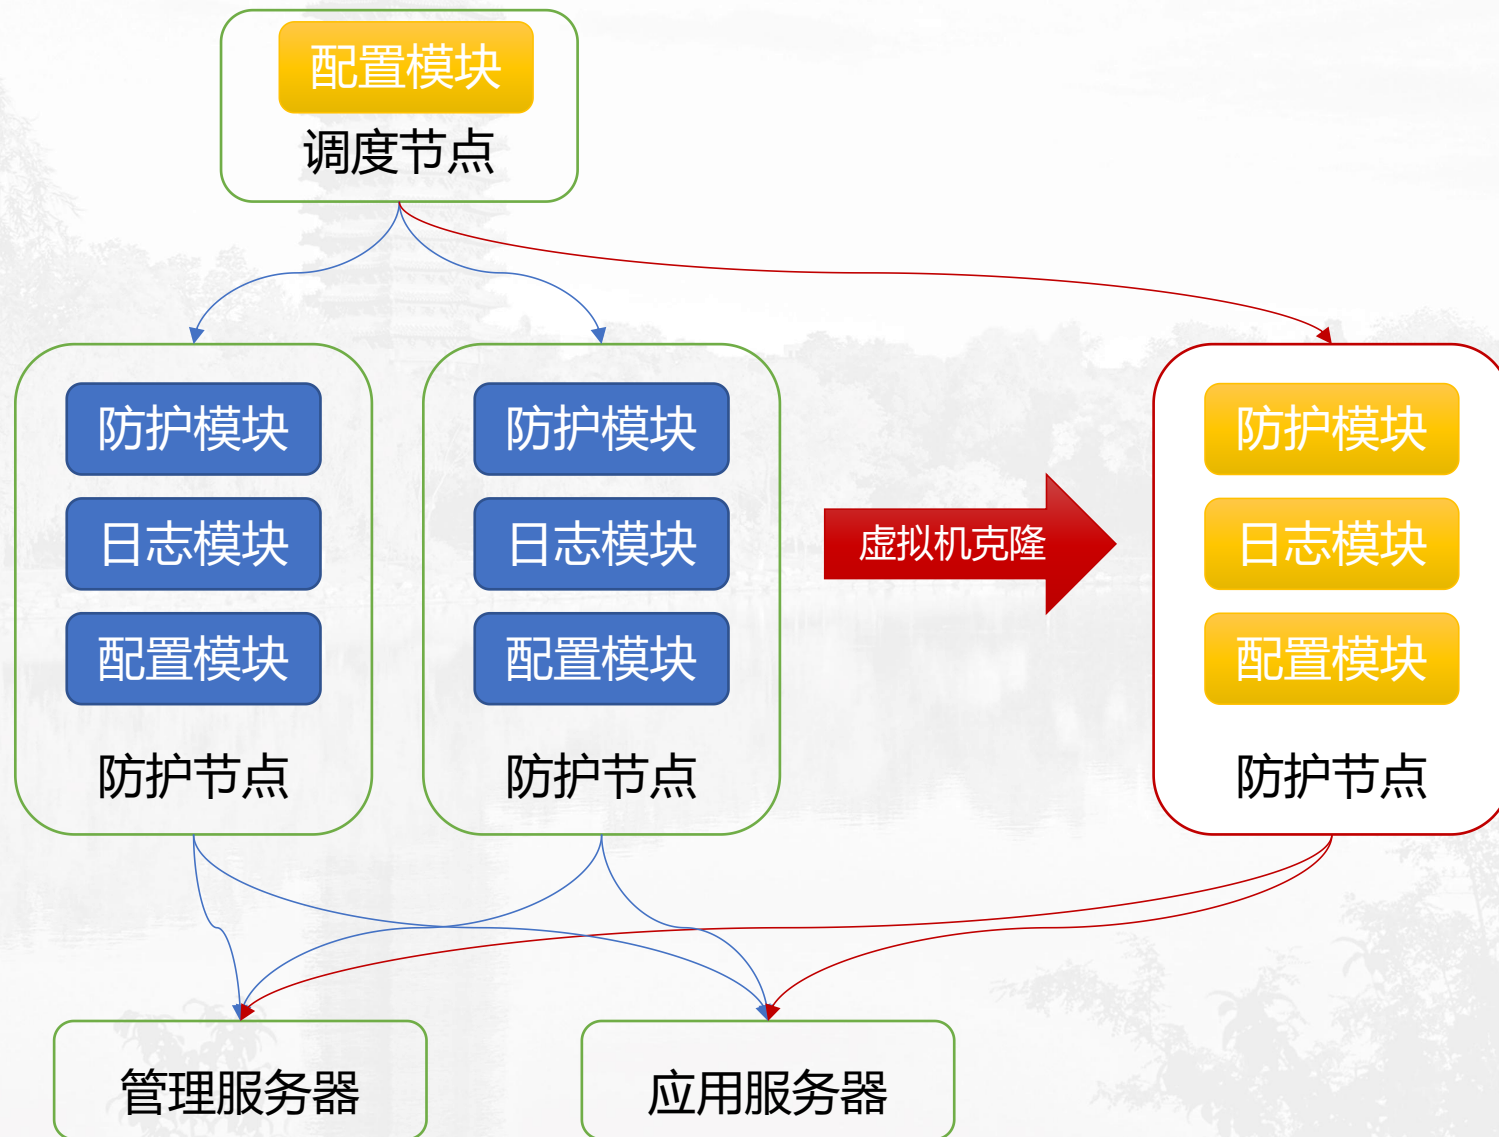 配置模块
调度节点
防护模块
日志模块
配置模块
防护节点
防护模块
日志模块
配置模块
防护节点
虚拟机克隆
防护模块
日志模块
配置模块
防护节点
管理服务器
应用服务器